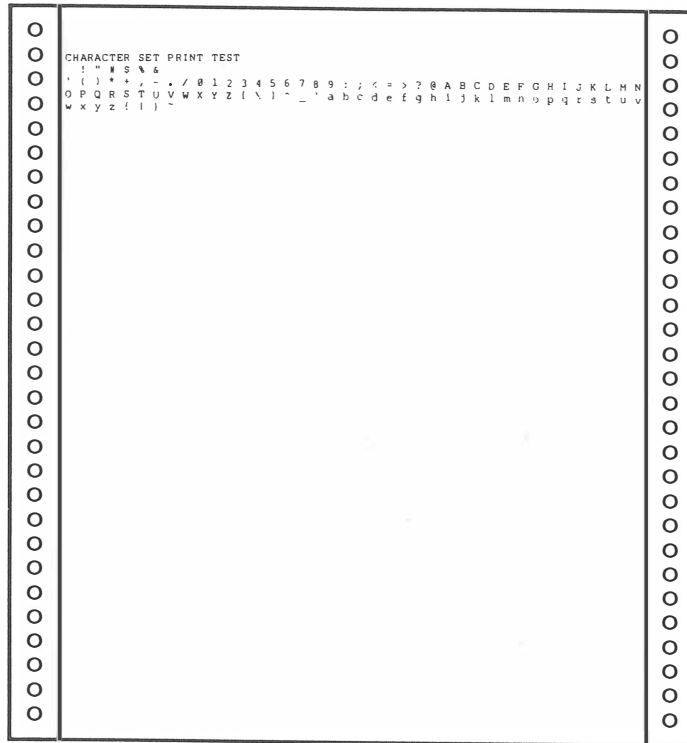 CHARACTER SET PRINT TEST
! " # $ % &
' ( ) * + , - . / 0 1 2 3 4 5 6 7 8 9 : ; < = > ? @ A B C D E F G H I J K L M N
O P Q R S T U V W X Y Z [ \ ] ^ _ ` a b c d e f g h i j k l m n o p q r s t u v
w x y z { | } ~